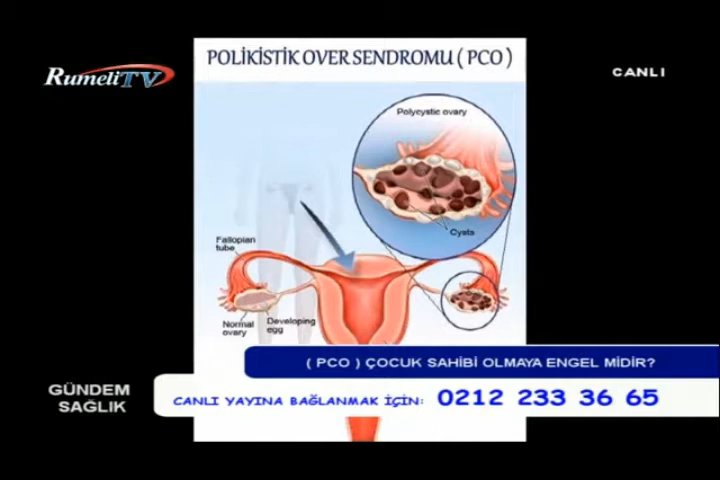 POLİKİSTİK OVER SENDROMU ( PCO )
RumeliTV
CANLI
Polycystic ovary
Cysts
Fallopian
tube
Normal
ovary
Developing
egg
( PCO ) ÇOCUK SAHİBİ OLMAYA ENGEL MİDİR?
GÜNDEM
SAĞLIK
CANLI YAYINA BAĞLANMAK İÇİN: 0212 233 36 65